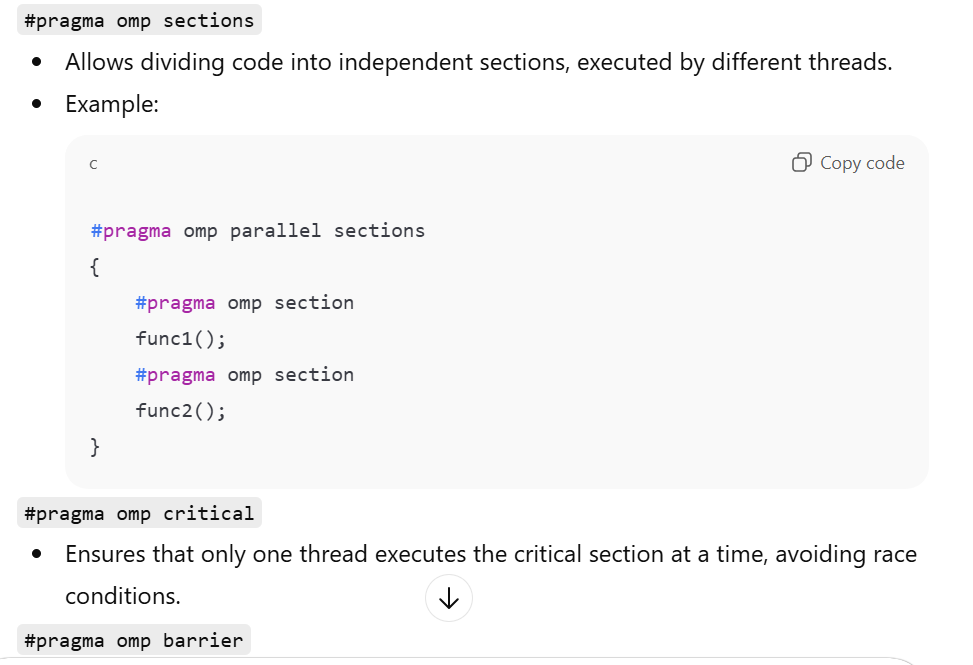 #pragma omp sections
Allows dividing code into independent sections, executed by different threads.
Example:
c
Copy code
#pragma omp parallel sections
{
#pragma omp section
func1();
#pragma omp section
func2();
}
#pragma omp critical
Ensures that only one thread executes the critical section at a time, avoiding race
conditions.
#pragma omp barrier